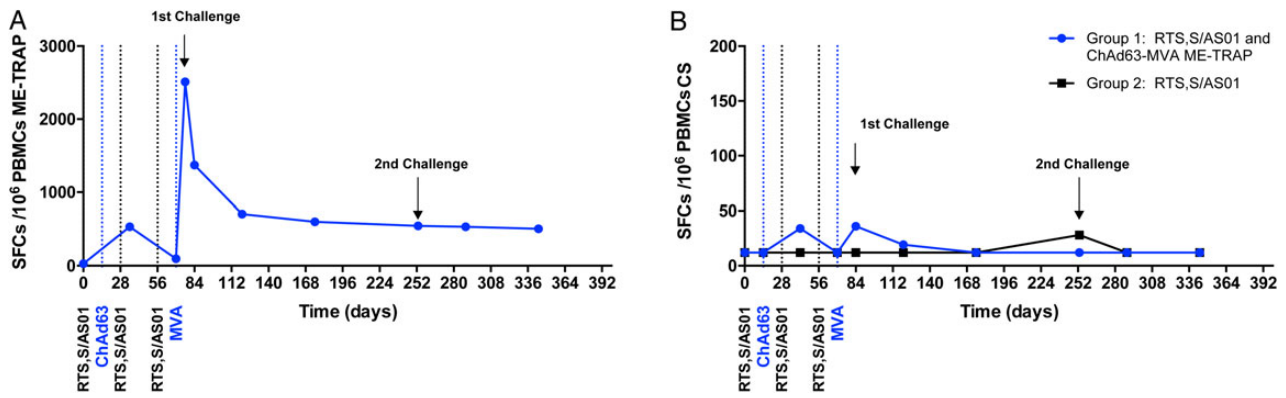 A
1st Challenge
SFCs /10⁶ PBMCs ME-TRAP
3000
2000
1000
0
2nd Challenge
0 28 56 84 112 140 168 196 224 252 280 308 336 364 392
Time (days)
RTS,S/AS01
ChAd63
RTS,S/AS01
RTS,S/AS01
MVA
B
Group 1: RTS,S/AS01 and
ChAd63-MVA ME-TRAP
Group 2: RTS,S/AS01
SFCs /10⁶ PBMCs CS
200
150
100
50
0
1st Challenge
2nd Challenge
0 28 56 84 112 140 168 196 224 252 280 308 336 364 392
Time (days)
RTS,S/AS01
ChAd63
RTS,S/AS01
RTS,S/AS01
MVA